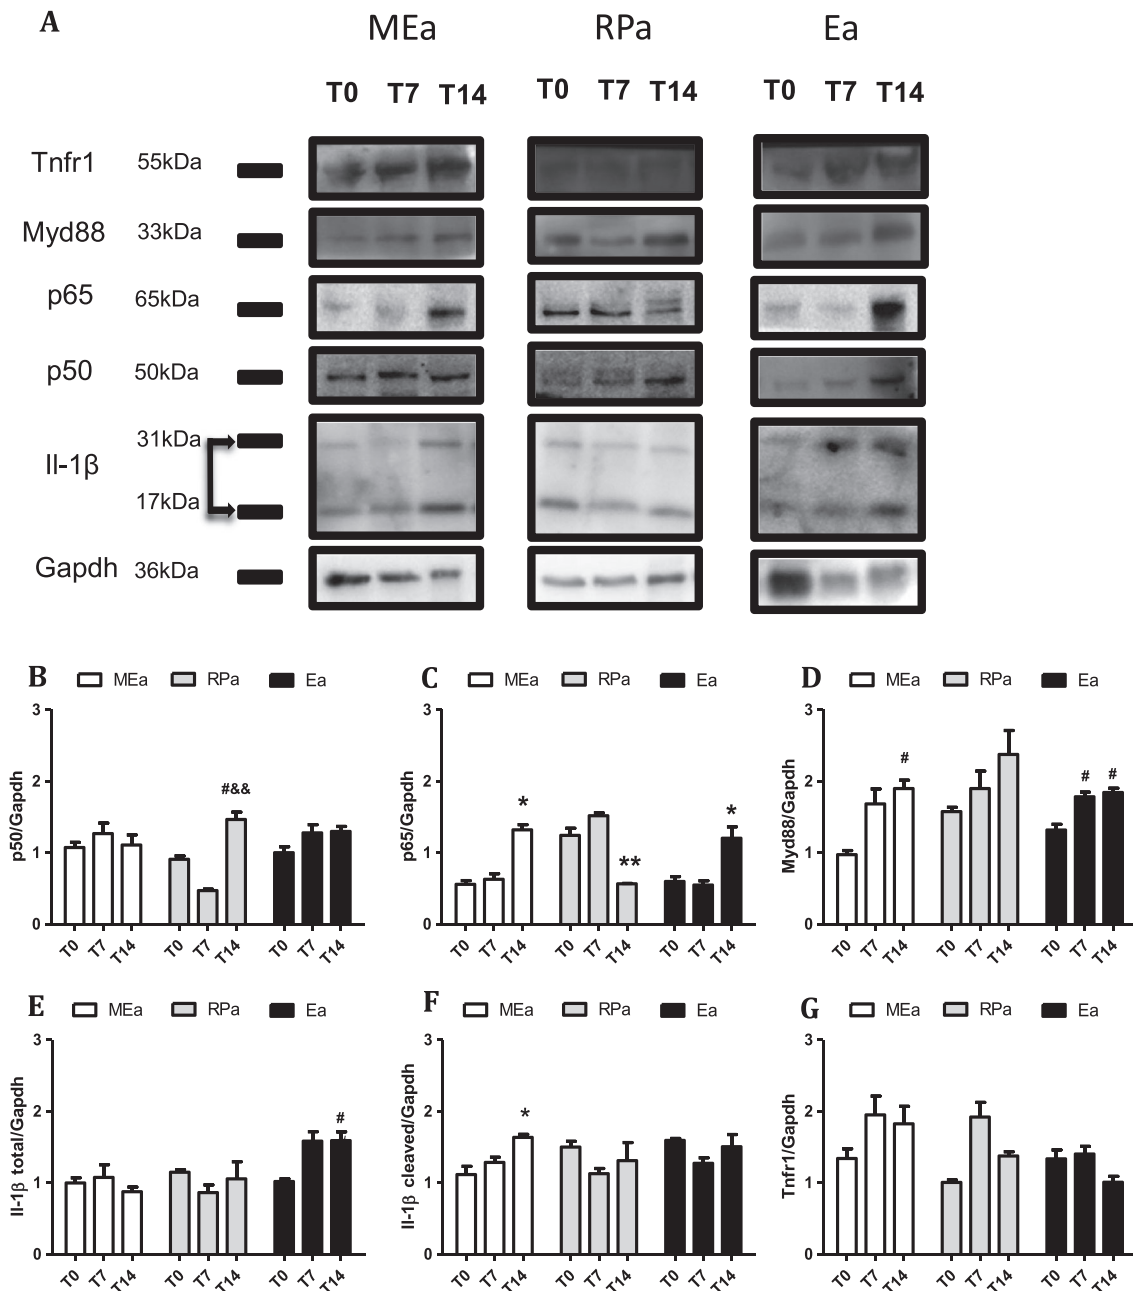 A
MEa RPa Ea
T0 T7 T14 T0 T7 T14 T0 T7 T14
Tnfr1 55kDa
Myd88 33kDa
p65 65kDa
p50 50kDa
31kDa
Il-1β
17kDa
Gapdh 36kDa
B MEa RPa Ea
p50/Gapdh
3
2
1
0
#&&
T0 T7 T14 T0 T7 T14 T0 T7 T14
C MEa RPa Ea
p65/Gapdh
3
2
1
0
* ** *
T0 T7 T14 T0 T7 T14 T0 T7 T14
D MEa RPa Ea
Myd88/Gapdh
3
2
1
0
# # #
T0 T7 T14 T0 T7 T14 T0 T7 T14
E MEa RPa Ea
Il-1β total/Gapdh
3
2
1
0
#
T0 T7 T14 T0 T7 T14 T0 T7 T14
F MEa RPa Ea
Il-1β cleaved/Gapdh
3
2
1
0
*
T0 T7 T14 T0 T7 T14 T0 T7 T14
G MEa RPa Ea
Tnfr1/Gapdh
3
2
1
0
T0 T7 T14 T0 T7 T14 T0 T7 T14